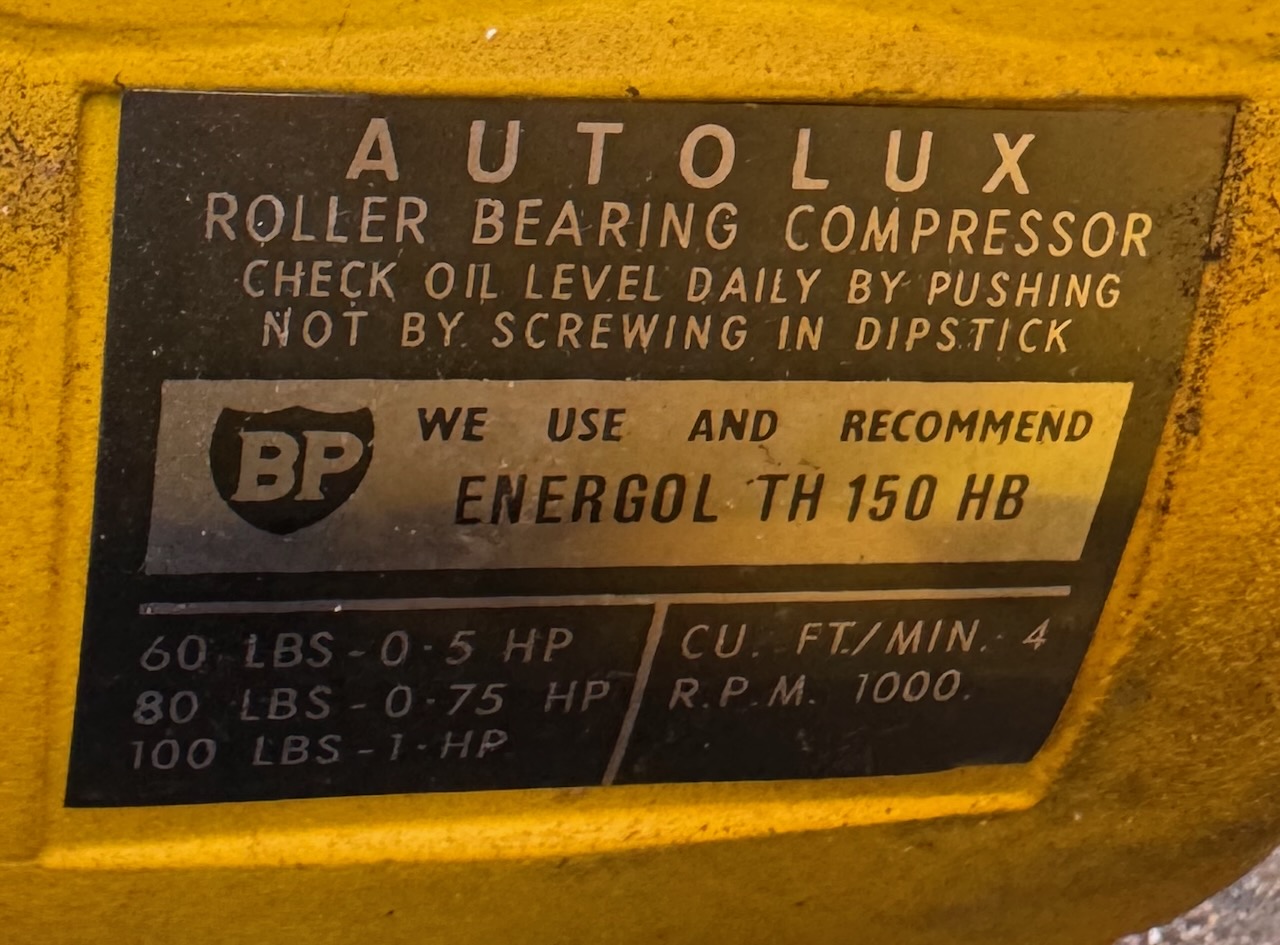 AUTOLUX
ROLLER BEARING COMPRESSOR
CHECK OIL LEVEL DAILY BY PUSHING
NOT BY SCREWING IN DIPSTICK
BP
WE USE AND RECOMMEND
ENERGOL TH 150 HB
60 LBS-0·5 HP
80 LBS-0·75 HP
100 LBS-1·HP
CU. FT./MIN. 4
R.P.M. 1000.